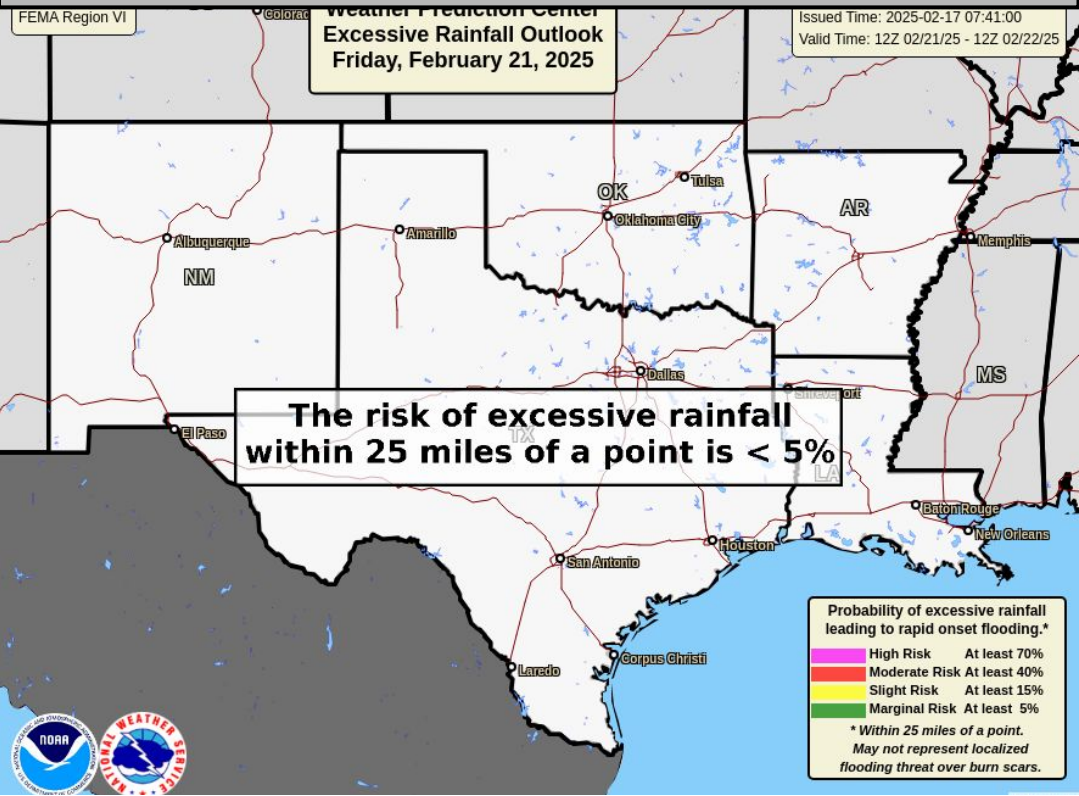 FEMA Region VI
Weather Prediction Center
Excessive Rainfall Outlook
Friday, February 21, 2025
Issued Time: 2025-02-17 07:41:00
Valid Time: 12Z 02/21/25 - 12Z 02/22/25
Colorad
Tulsa
OK
Oklahoma City
AR
Amarillo
Albuquerque
Memphis
NM
Dallas
MS
Shreveport
The risk of excessive rainfall
within 25 miles of a point is < 5%
TX
El Paso
LA
Baton Rouge
New Orleans
Houston
San Antonio
Corpus Christi
Laredo
Probability of excessive rainfall
leading to rapid onset flooding.*
High Risk At least 70%
Moderate Risk At least 40%
Slight Risk At least 15%
Marginal Risk At least 5%
* Within 25 miles of a point.
May not represent localized
flooding threat over burn scars.
NOAA
NATIONAL WEATHER SERVICE